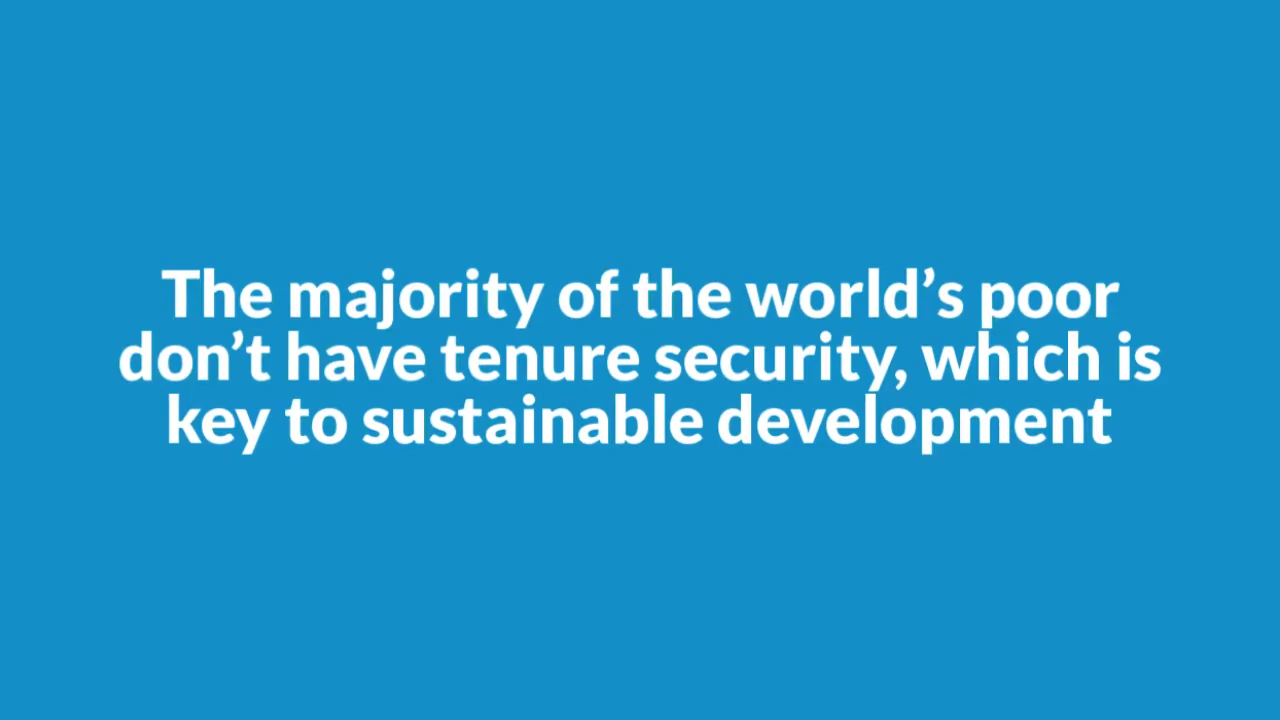 The majority of the world’s poor
don’t have tenure security, which is
key to sustainable development